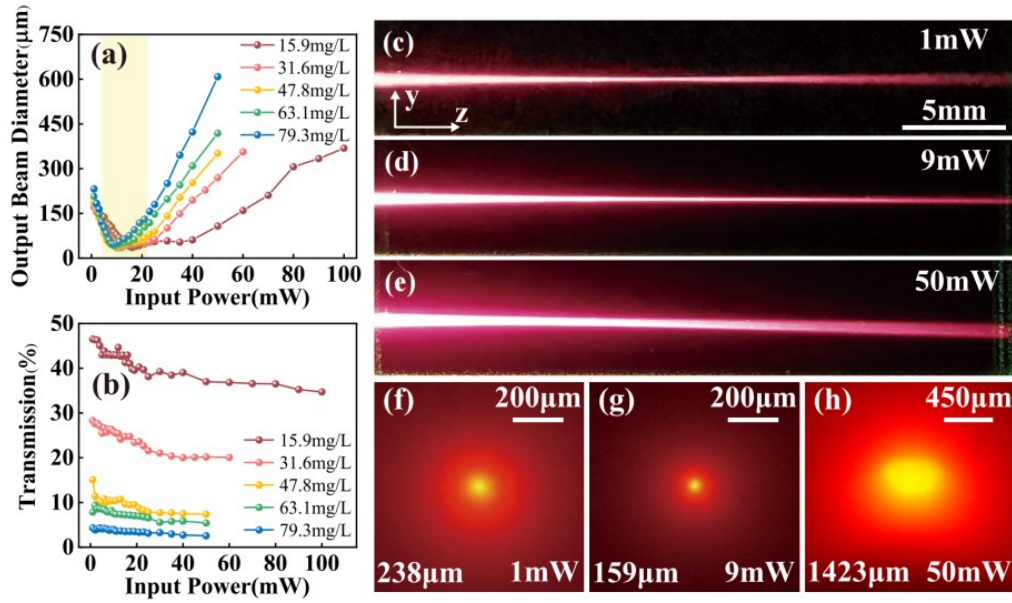 (a)
Output Beam Diameter(μm)
750
600
450
300
150
0
15.9mg/L
31.6mg/L
47.8mg/L
63.1mg/L
79.3mg/L
0 20 40 60 80 100
Input Power(mW)
(b)
Transmission(%)
50
40
30
20
10
0
15.9mg/L
31.6mg/L
47.8mg/L
63.1mg/L
79.3mg/L
0 20 40 60 80 100
Input Power(mW)
(c)
1mW
y
z
5mm
(d)
9mW
(e)
50mW
(f)
200μm
238μm
1mW
(g)
200μm
159μm
9mW
(h)
450μm
1423μm
50mW